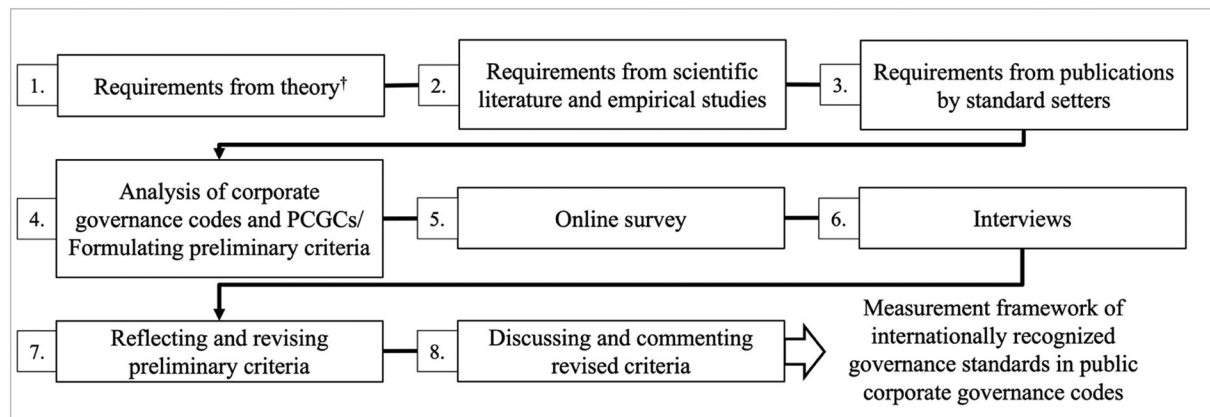 1.
Requirements from theory†
2.
Requirements from scientific
literature and empirical studies
3.
Requirements from publications
by standard setters
4.
Analysis of corporate
governance codes and PCGCs/
Formulating preliminary criteria
5.
Online survey
6.
Interviews
7.
Reflecting and revising
preliminary criteria
8.
Discussing and commenting
revised criteria
Measurement framework of
internationally recognized
governance standards in public
corporate governance codes